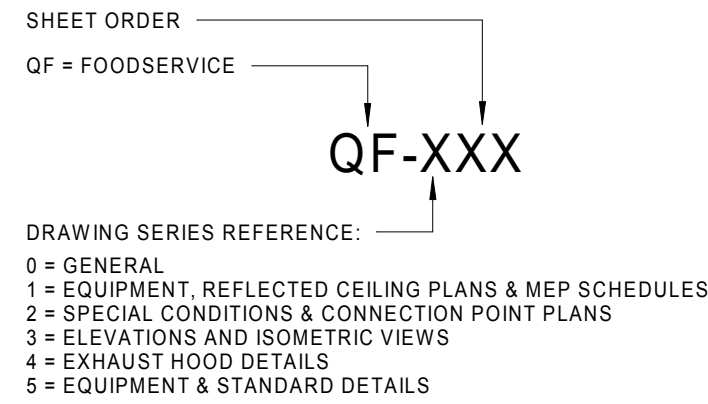 SHEET ORDER
QF = FOODSERVICE
QF-XXX
DRAWING SERIES REFERENCE:
0 = GENERAL
1 = EQUIPMENT, REFLECTED CEILING PLANS & MEP SCHEDULES
2 = SPECIAL CONDITIONS & CONNECTION POINT PLANS
3 = ELEVATIONS AND ISOMETRIC VIEWS
4 = EXHAUST HOOD DETAILS
5 = EQUIPMENT & STANDARD DETAILS